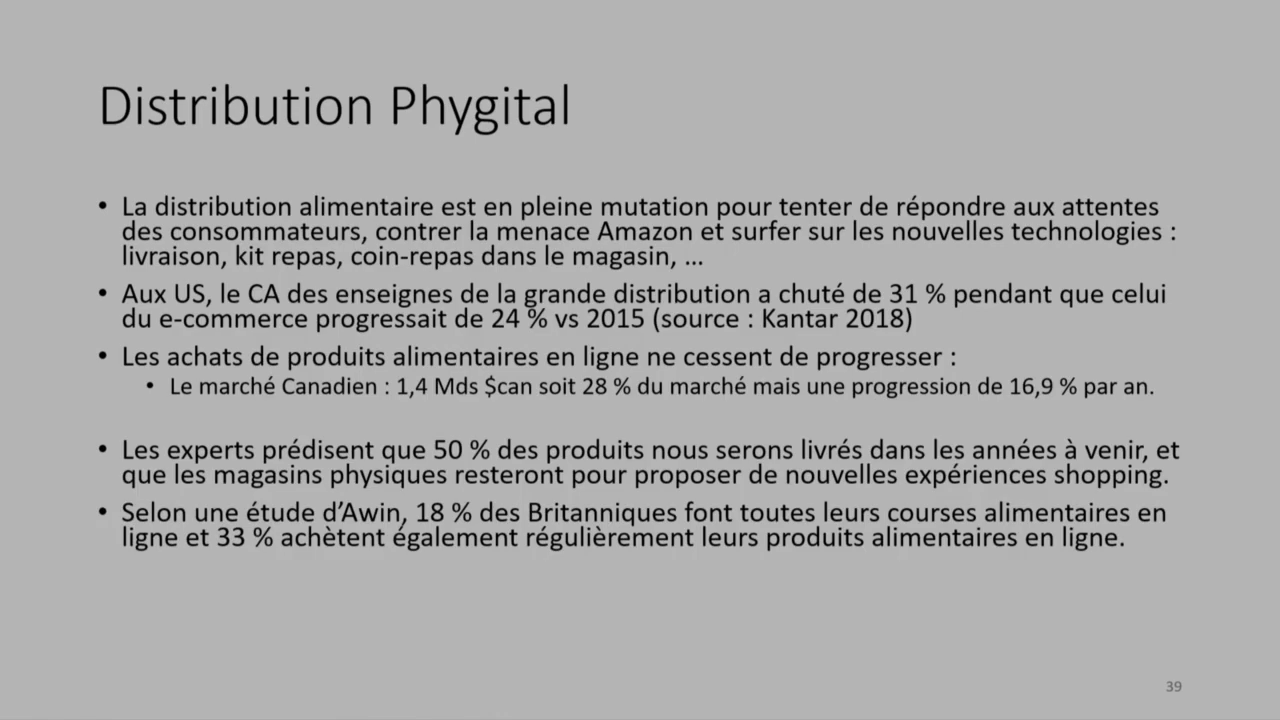 Distribution Phygital
• La distribution alimentaire est en pleine mutation pour tenter de répondre aux attentes
des consommateurs, contrer la menace Amazon et surfer sur les nouvelles technologies :
livraison, kit repas, coin-repas dans le magasin, ...
• Aux US, le CA des enseignes de la grande distribution a chuté de 31 % pendant que celui
du e-commerce progressait de 24 % vs 2015 (source : Kantar 2018)
• Les achats de produits alimentaires en ligne ne cessent de progresser :
• Le marché Canadien : 1,4 Mds $can soit 28 % du marché mais une progression de 16,9 % par an.
• Les experts prédisent que 50 % des produits nous serons livrés dans les années à venir, et
que les magasins physiques resteront pour proposer de nouvelles expériences shopping.
• Selon une étude d’Awin, 18 % des Britanniques font toutes leurs courses alimentaires en
ligne et 33 % achètent également régulièrement leurs produits alimentaires en ligne.
39